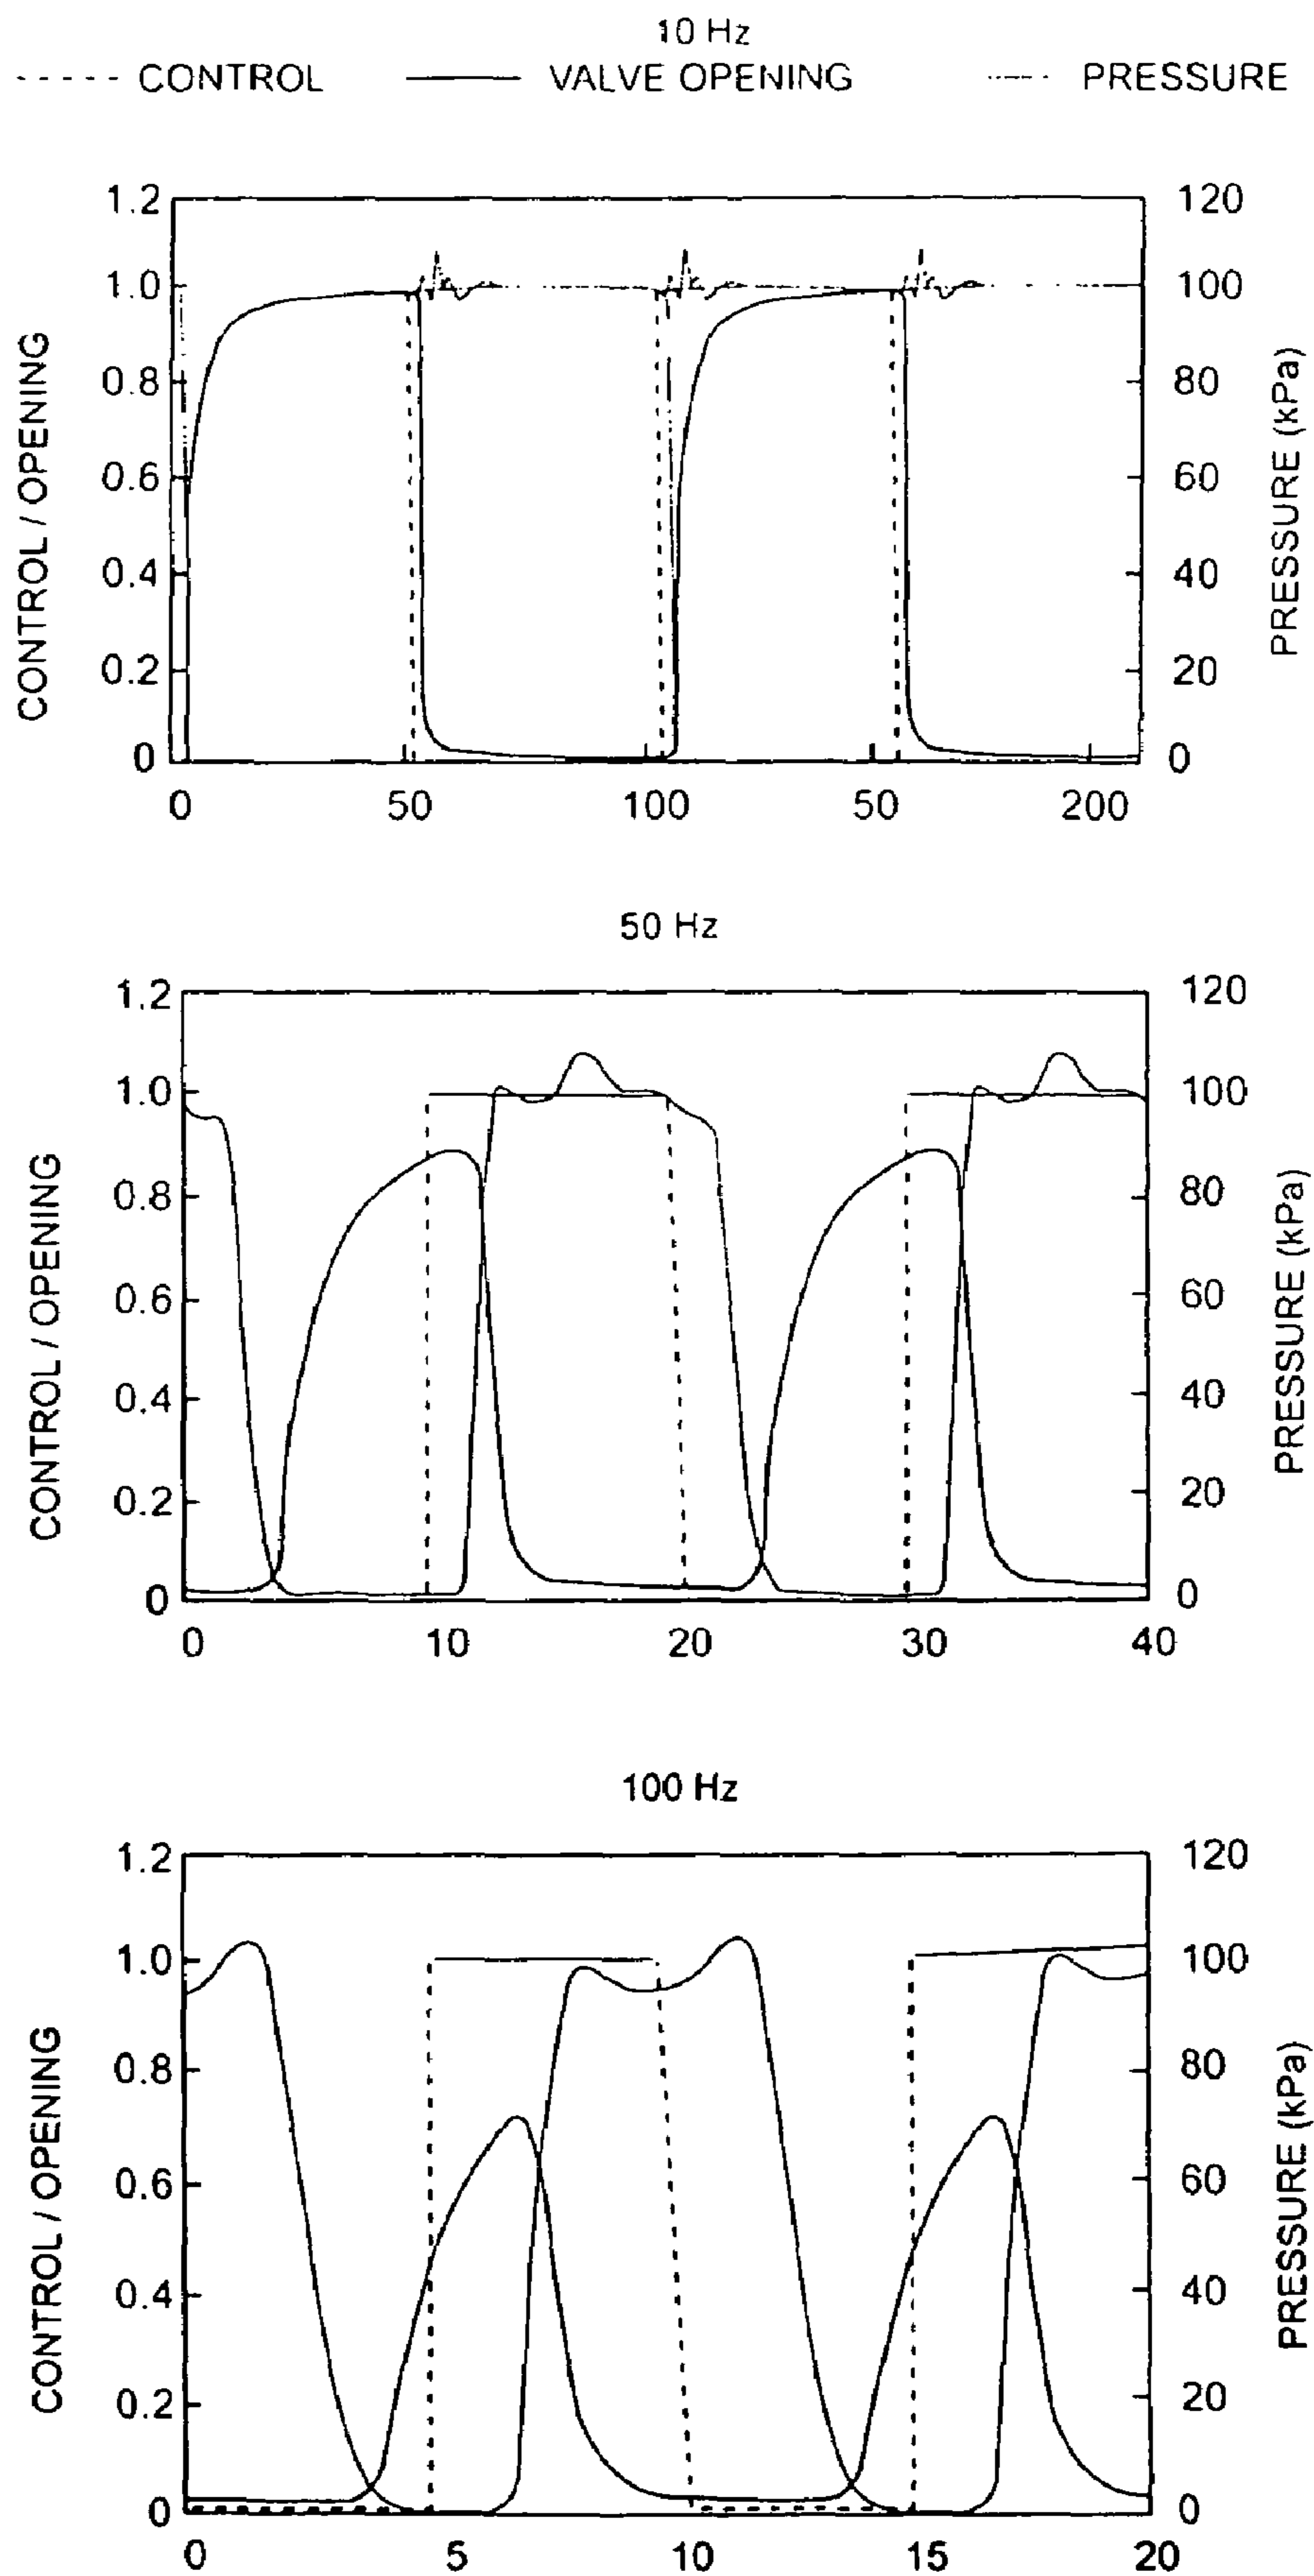 10 Hz
CONTROL VALVE OPENING PRESSURE
1.2 120
1.0 100
0.8 80
0.6 60
0.4 40
0.2 20
0 0
CONTROL / OPENING
PRESSURE (kPa)
0 50 100 50 200
50 Hz
1.2 120
1.0 100
0.8 80
0.6 60
0.4 40
0.2 20
0 0
CONTROL / OPENING
PRESSURE (kPa)
0 10 20 30 40
100 Hz
1.2 120
1.0 100
0.8 80
0.6 60
0.4 40
0.2 20
0 0
CONTROL / OPENING
PRESSURE (kPa)
0 5 10 15 20